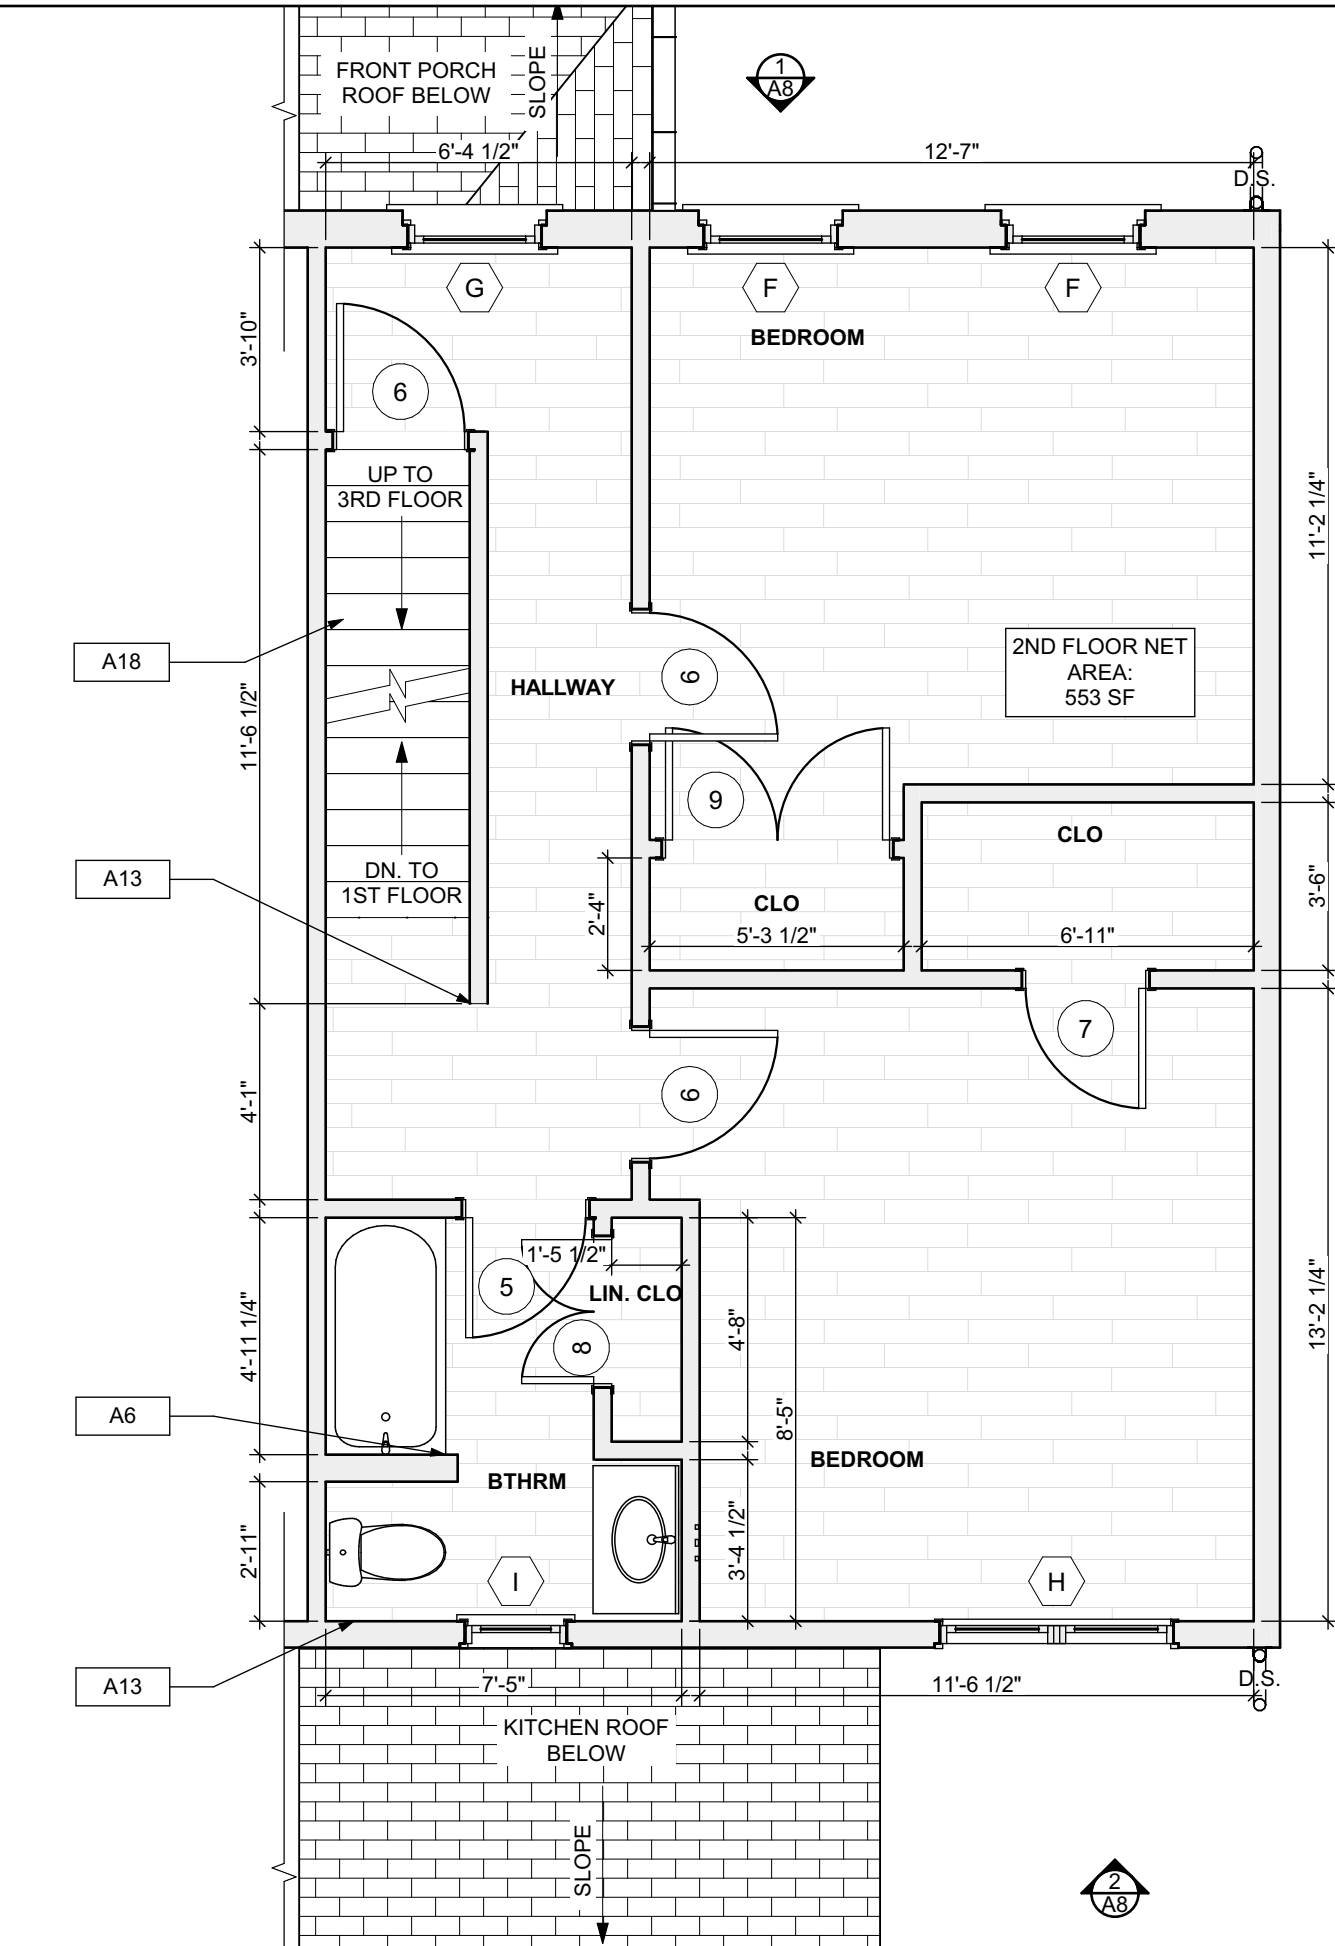 FRONT PORCH
ROOF BELOW
SLOPE
1
A8
6'-4 1/2"
12'-7"
D.S.
G
F
F
BEDROOM
3'-10"
6
UP TO
3RD FLOOR
11'-2 1/4"
A18
HALLWAY
6
2ND FLOOR NET
AREA:
553 SF
11'-6 1/2"
9
CLO
DN. TO
1ST FLOOR
A13
2'-4"
CLO
5'-3 1/2"
6'-11"
3'-6"
7
6
4'-1"
1'-5 1/2"
5
LIN. CLO
8
4'-8"
4'-11 1/4"
13'-2 1/4"
8'-5"
A6
BEDROOM
BTHRM
3'-4 1/2"
2'-11"
I
H
A13
7'-5"
11'-6 1/2"
D.S.
KITCHEN ROOF
BELOW
SLOPE
2
A8